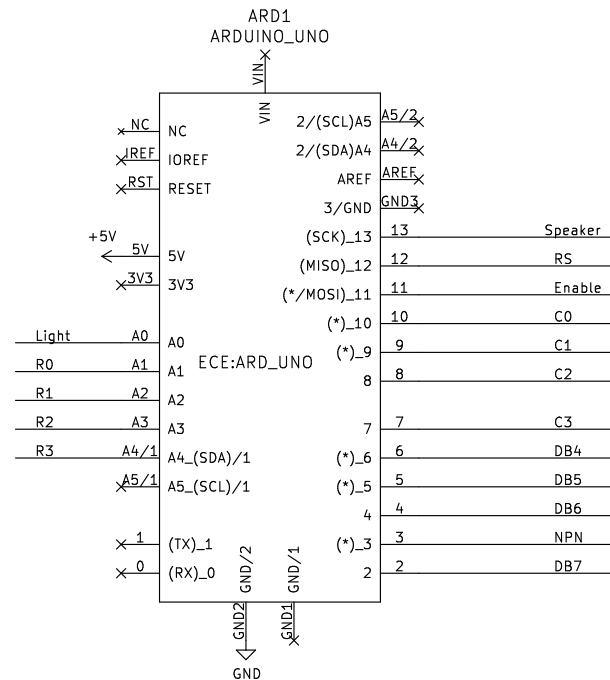 ARD1
ARDUINO_UNO
VIN
VIN
NC NC
IREF IOREF
RST RESET
+5V 5V 5V
3V3 3V3
Light A0 A0
R0 A1 A1
R1 A2 A2
R2 A3 A3
R3 A4/1 A4_(SDA)/1
A5/1 A5_(SCL)/1
1 (TX)_1
0 (RX)_0
ECE:ARD_UNO
2/(SCL)A5 A5/2
2/(SDA)A4 A4/2
AREF AREF
3/GND GND3
(SCK)_13 13 Speaker
(MISO)_12 12 RS
(*/MOSI)_11 11 Enable
(*)_10 10 C0
(*)_9 9 C1
8 8 C2
7 7 C3
(*)_6 6 DB4
(*)_5 5 DB5
4 4 DB6
(*)_3 3 NPN
2 2 DB7
GND/2 GND/1
GND2 GND1
GND